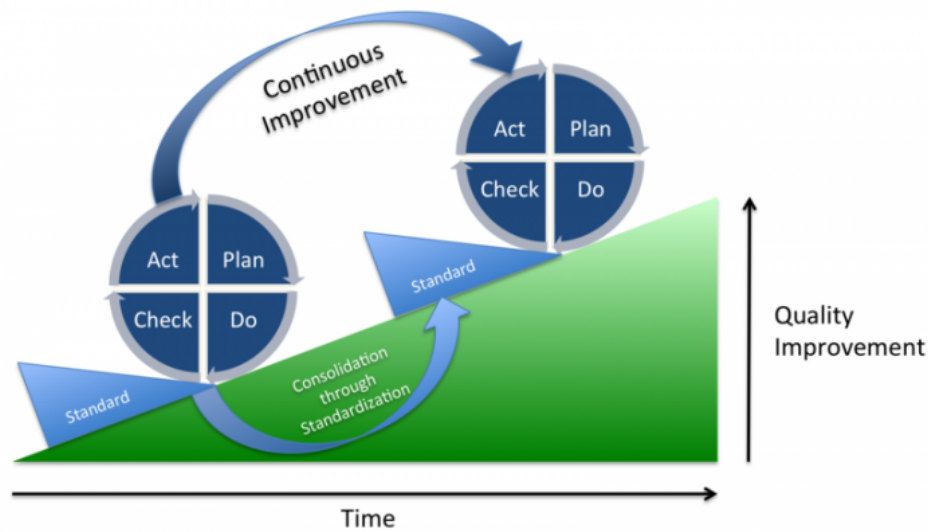 Continuous
Improvement
Act
Plan
Check
Do
Act
Plan
Check
Do
Standard
Standard
Consolidation
through
Standardization
Quality
Improvement
Time